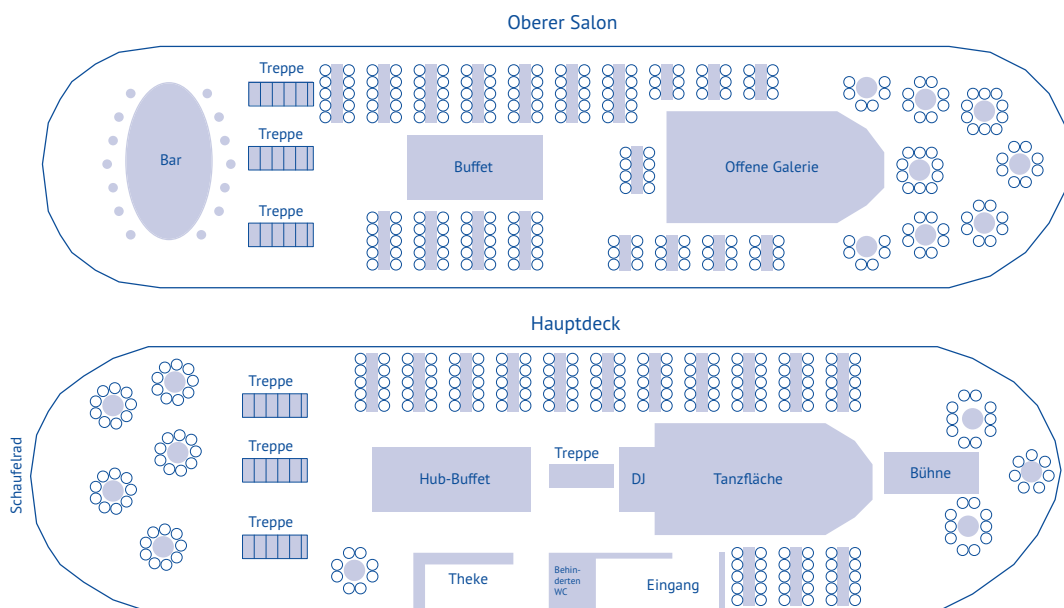 Oberer Salon
Treppe
Treppe
Bar
Buffet
Offene Galerie
Treppe
Hauptdeck
Treppe
Treppe
Treppe
Schaufelrad
Hub-Buffet
DJ
Tanzfläche
Bühne
Treppe
Theke
Behin-
derten
WC
Eingang